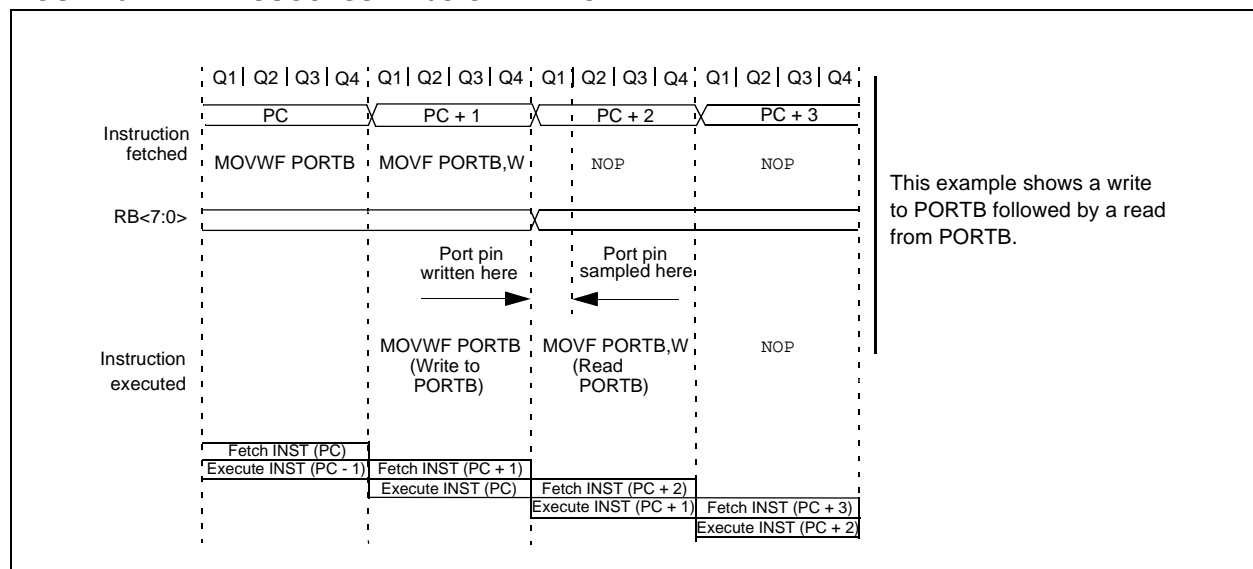 Q1 Q2 Q3 Q4 Q1 Q2 Q3 Q4 Q1 Q2 Q3 Q4 Q1 Q2 Q3 Q4
PC PC + 1 PC + 2 PC + 3
Instruction
fetched
MOVWF PORTB MOVF PORTB,W NOP NOP
This example shows a write
to PORTB followed by a read
from PORTB.
RB<7:0>
Port pin
written here
Port pin
sampled here
Instruction
executed
MOVWF PORTB
(Write to
PORTB)
MOVF PORTB,W
(Read
PORTB)
NOP
Fetch INST (PC)
Execute INST (PC - 1) Fetch INST (PC + 1)
Execute INST (PC) Fetch INST (PC + 2)
Execute INST (PC + 1) Fetch INST (PC + 3)
Execute INST (PC + 2)